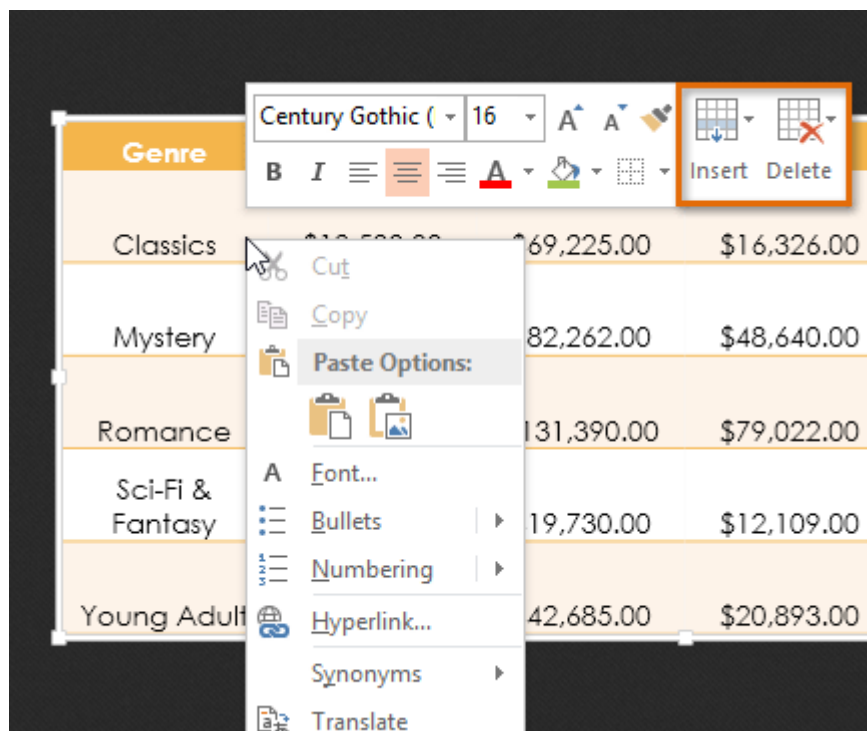 Century Gothic ( 16 A A
B I A Insert Delete
Genre
Classics $69,225.00 $16,326.00
Cut
Copy
Mystery 82,262.00 $48,640.00
Paste Options:
Romance 131,390.00 $79,022.00
A Font...
Sci-Fi &
Fantasy 19,730.00 $12,109.00
Bullets
Numbering
Young Adult 42,685.00 $20,893.00
Hyperlink...
Synonyms
Translate